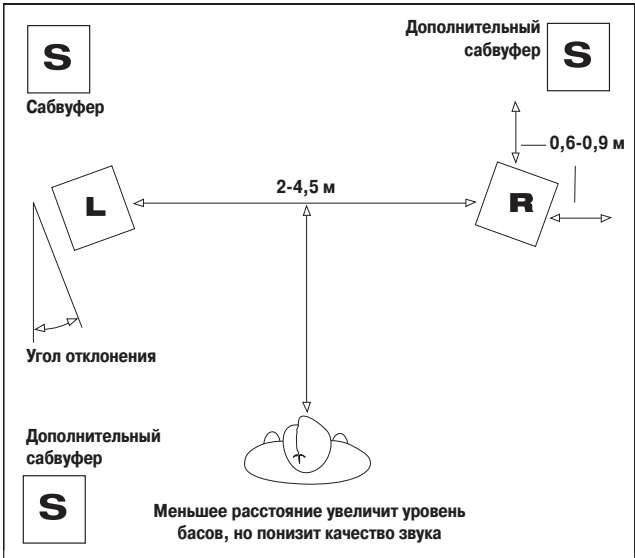 S
Сабвуфер
Дополнительный
сабвуфер
S
0,6-0,9 м
2-4,5 м
L
R
Угол отклонения
Дополнительный
сабвуфер
S
Меньшее расстояние увеличит уровень
басов, но понизит качество звука